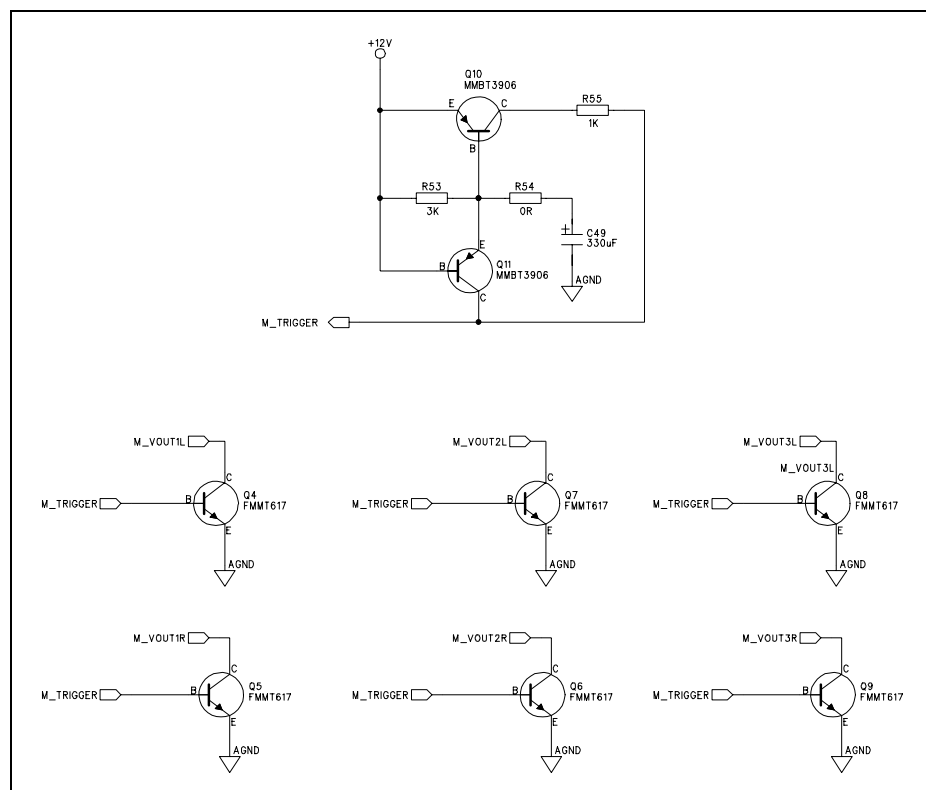 +12V
Q10
MMBT3906
E
C
B
R55
1K
R53
3K
R54
0R
+
C49
330uF
AGND
E
B
C
Q11
MMBT3906
M_TRIGGER
M_VOUT1L
C
M_TRIGGER
B
Q4
FMMT617
E
AGND
M_VOUT2L
C
M_TRIGGER
B
Q7
FMMT617
E
AGND
M_VOUT3L
M_VOUT3L
C
M_TRIGGER
B
Q8
FMMT617
E
AGND
M_VOUT1R
C
M_TRIGGER
B
Q5
FMMT617
E
AGND
M_VOUT2R
C
M_TRIGGER
B
Q6
FMMT617
E
AGND
M_VOUT3R
C
M_TRIGGER
B
Q9
FMMT617
E
AGND